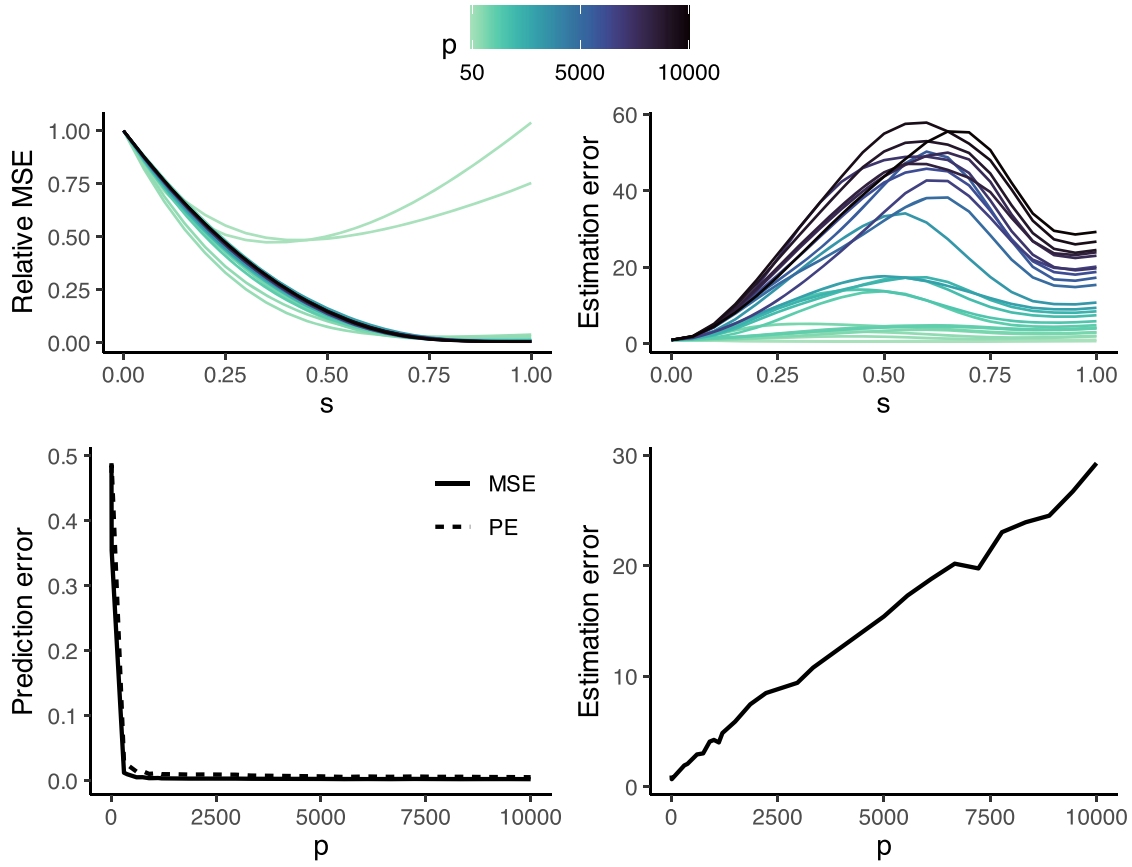 p
50 5000 10000
Relative MSE
1.00
0.75
0.50
0.25
0.00
0.00 0.25 0.50 0.75 1.00
s
Estimation error
60
40
20
0
0.00 0.25 0.50 0.75 1.00
s
Prediction error
0.5
0.4
0.3
0.2
0.1
0.0
MSE
PE
0 2500 5000 7500 10000
p
Estimation error
30
20
10
0
0 2500 5000 7500 10000
p